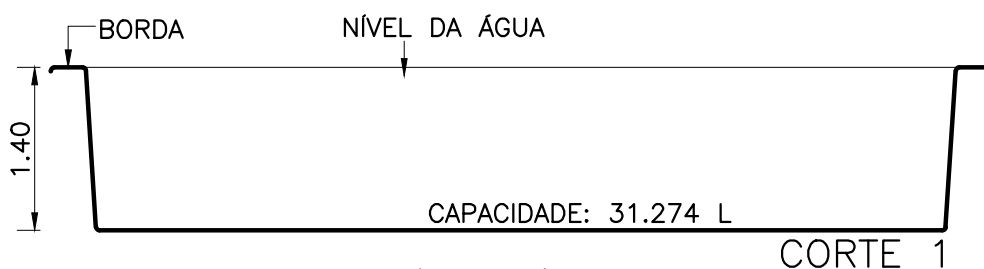 BORDA
NÍVEL DA ÁGUA
1.40
CAPACIDADE: 31.274 L
CORTE 1